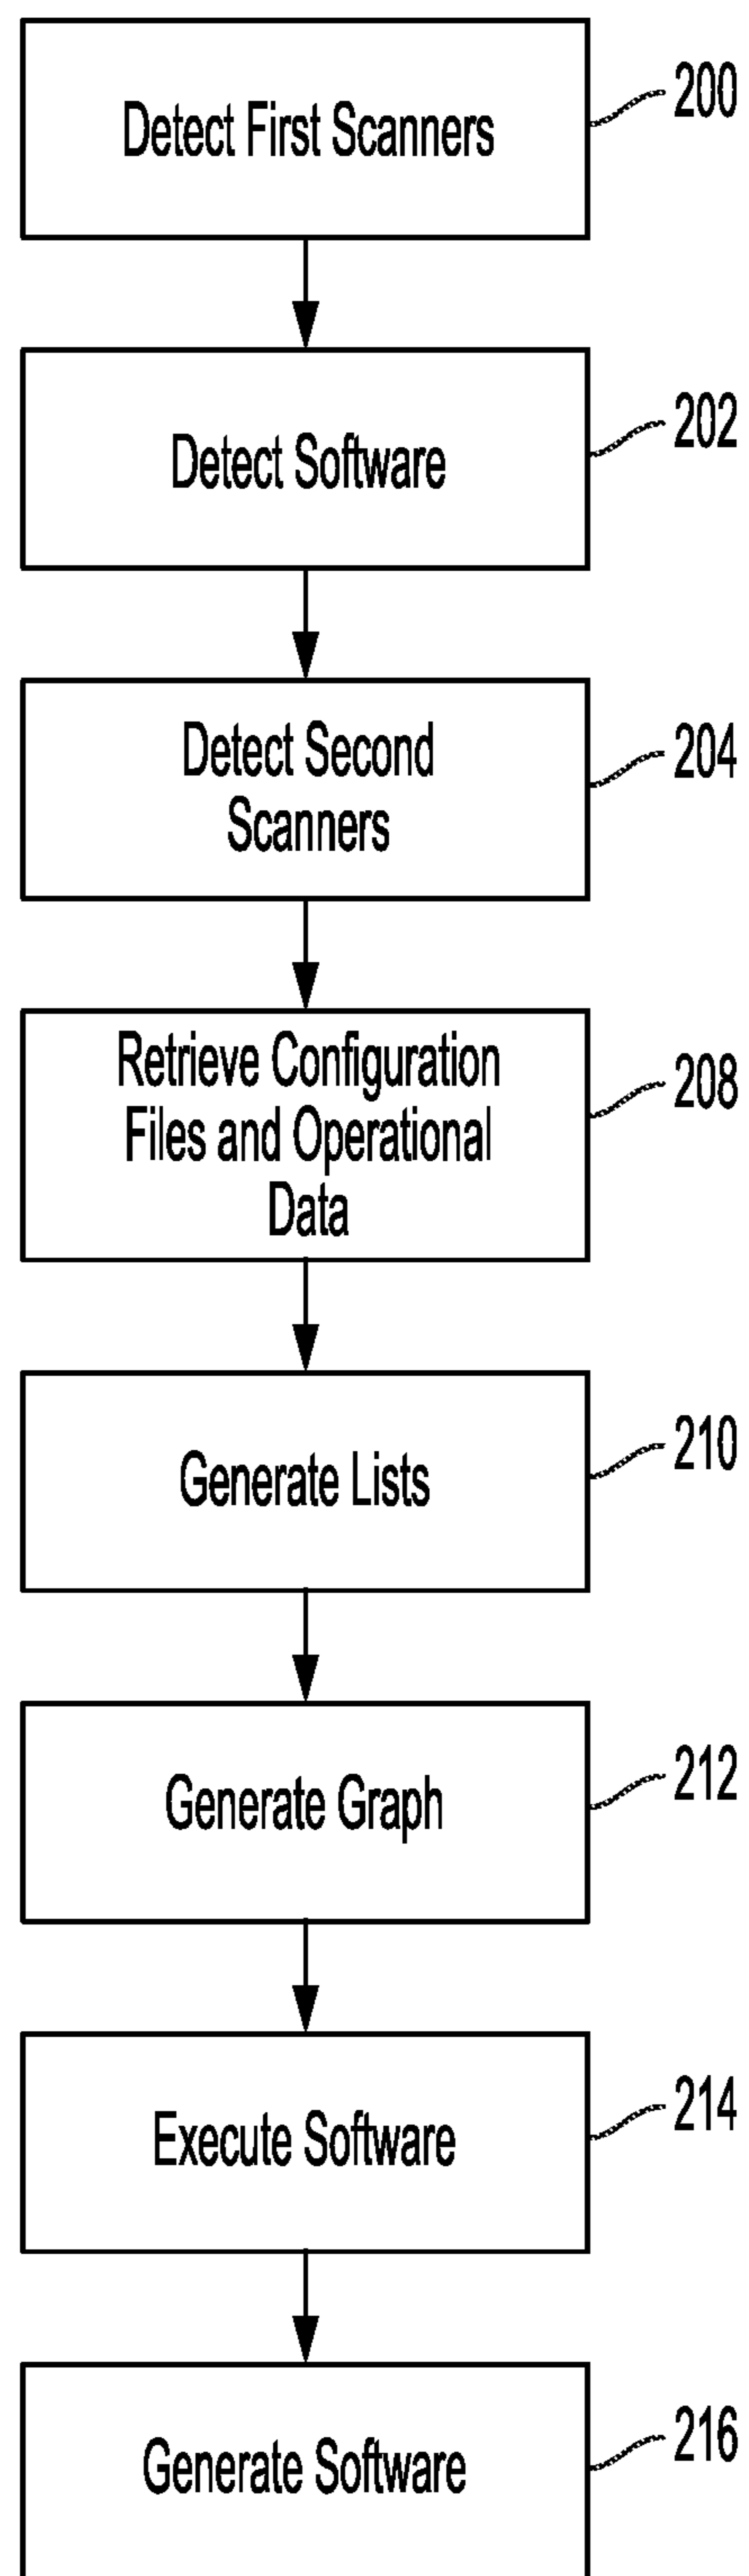 Detect First Scanners
200
Detect Software
202
Detect Second
Scanners
204
Retrieve Configuration
Files and Operational
Data
208
Generate Lists
210
Generate Graph
212
Execute Software
214
Generate Software
216